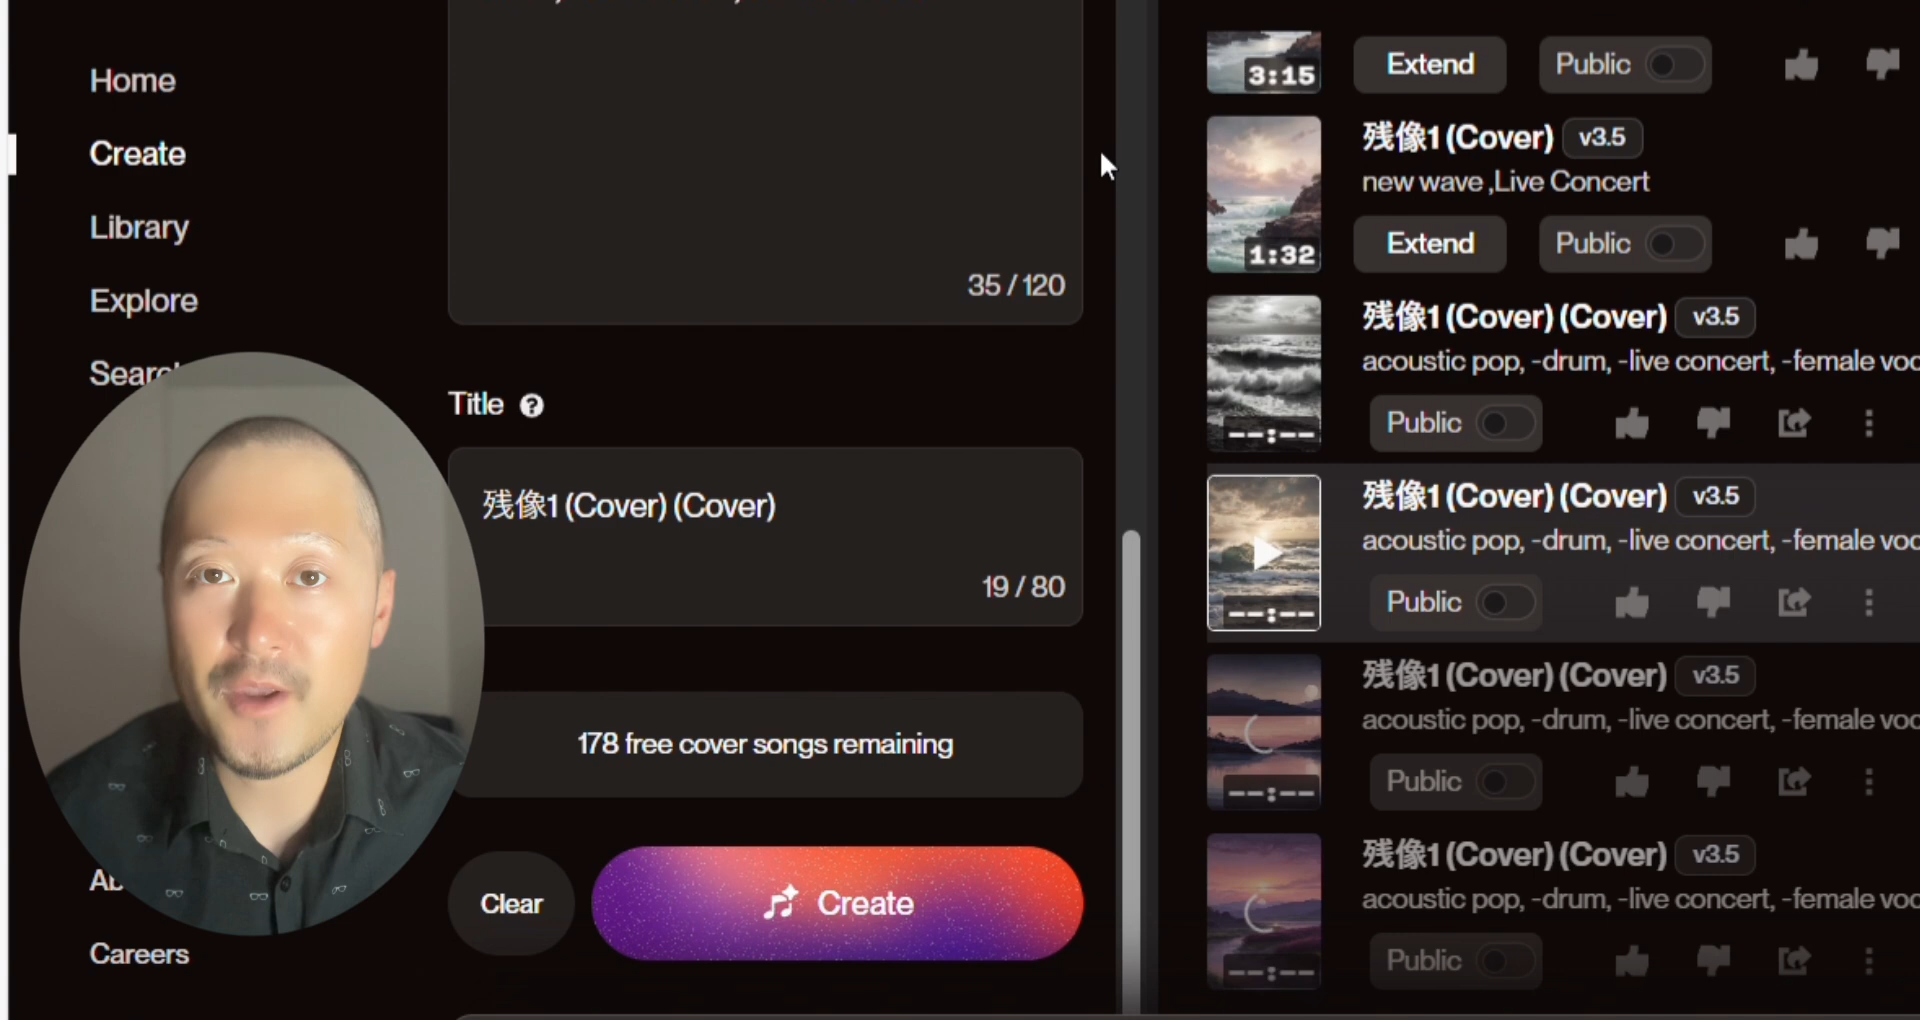 Home
Create
Library
Explore
Searc
Ab
Careers
35 / 120
Title ?
残像1 (Cover) (Cover)
19 / 80
178 free cover songs remaining
Clear
Create
3:15
Extend
Public
残像1 (Cover) v3.5
new wave ,Live Concert
1:32
Extend
Public
残像1 (Cover) (Cover) v3.5
acoustic pop, -drum, -live concert, -female voc
--:--
Public
残像1 (Cover) (Cover) v3.5
acoustic pop, -drum, -live concert, -female voc
--:--
Public
残像1 (Cover) (Cover) v3.5
acoustic pop, -drum, -live concert, -female voc
--:--
Public
残像1 (Cover) (Cover) v3.5
acoustic pop, -drum, -live concert, -female voc
--:--
Public